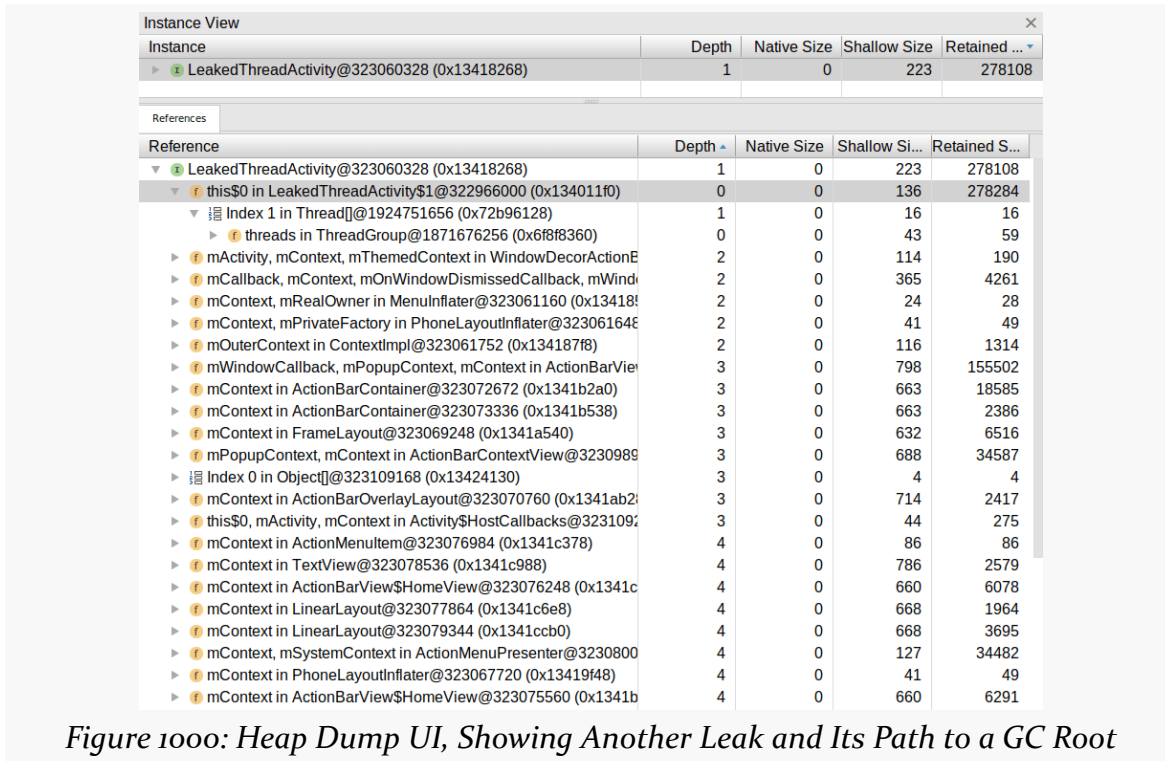 Instance View
Instance Depth Native Size Shallow Size Retained ...
LeakedThreadActivity@323060328 (0x13418268) 1 0 223 278108
References
Reference Depth Native Size Shallow Si... Retained S...
LeakedThreadActivity@323060328 (0x13418268) 1 0 223 278108
this$0 in LeakedThreadActivity$1@322966000 (0x134011f0) 0 0 136 278284
Index 1 in Thread[]@1924751656 (0x72b96128) 1 0 16 16
threads in ThreadGroup@1871676256 (0x6f8f8360) 0 0 43 59
mActivity, mContext, mThemedContext in WindowDecorActionB 2 0 114 190
mCallback, mContext, mOnWindowDismissedCallback, mWind 2 0 365 4261
mContext, mRealOwner in MenuInflater@323061160 (0x13418 2 0 24 28
mContext, mPrivateFactory in PhoneLayoutInflater@323061648 2 0 41 49
mOuterContext in ContextImpl@323061752 (0x134187f8) 2 0 116 1314
mWindowCallback, mPopupContext, mContext in ActionBarVie 3 0 798 155502
mContext in ActionBarContainer@323072672 (0x1341b2a0) 3 0 663 18585
mContext in ActionBarContainer@323073336 (0x1341b538) 3 0 663 2386
mContext in FrameLayout@323069248 (0x1341a540) 3 0 632 6516
mPopupContext, mContext in ActionBarContextView@3230989 3 0 688 34587
Index 0 in Object[]@323109168 (0x13424130) 3 0 4 4
mContext in ActionBarOverlayLayout@323070760 (0x1341ab2 3 0 714 2417
this$0, mActivity, mContext in Activity$HostCallbacks@323109 3 0 44 275
mContext in ActionMenuItem@323076984 (0x1341c378) 4 0 86 86
mContext in TextView@323078536 (0x1341c988) 4 0 786 2579
mContext in ActionBarView$HomeView@323076248 (0x1341c 4 0 660 6078
mContext in LinearLayout@323077864 (0x1341c6e8) 4 0 668 1964
mContext in LinearLayout@323079344 (0x1341ccb0) 4 0 668 3695
mContext, mSystemContext in ActionMenuPresenter@3230800 4 0 127 34482
mContext in PhoneLayoutInflater@323067720 (0x13419f48) 4 0 41 49
mContext in ActionBarView$HomeView@323075560 (0x1341b 4 0 660 6291
Figure 1000: Heap Dump UI, Showing Another Leak and Its Path to a GC Root